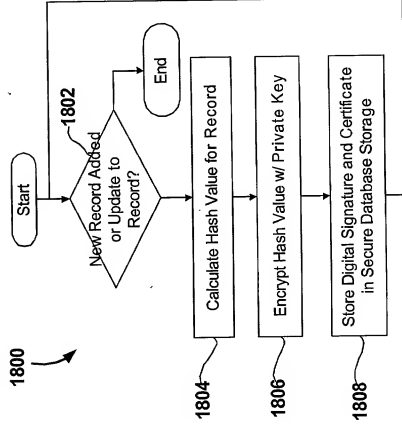 1800
Start
1802
New Record Added
or Update to
Record?
End
1804
Calculate Hash Value for Record
1806
Encrypt Hash Value w/ Private Key
1808
Store Digital Signature and Certificate
in Secure Database Storage